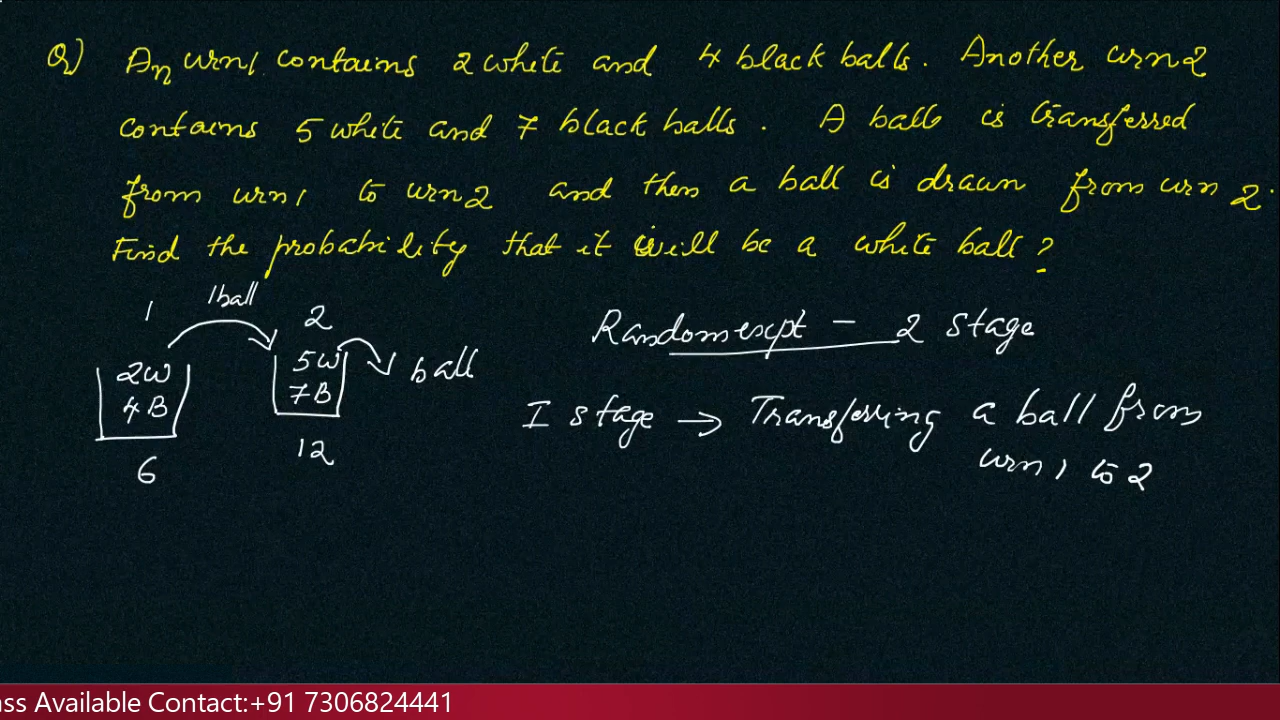 Q) An urn1 contains 2 white and 4 black balls. Another urn2
contains 5 white and 7 black balls. A ball is transferred
from urn1 to urn2 and then a ball is drawn from urn 2.
Find the probability that it will be a white ball?
1 1ball 2
2W
4B
6
5W
7B
12
ball
Random expt - 2 stage
I stage → Transferring a ball from
urn 1 to 2
ass Available Contact:+91 7306824441